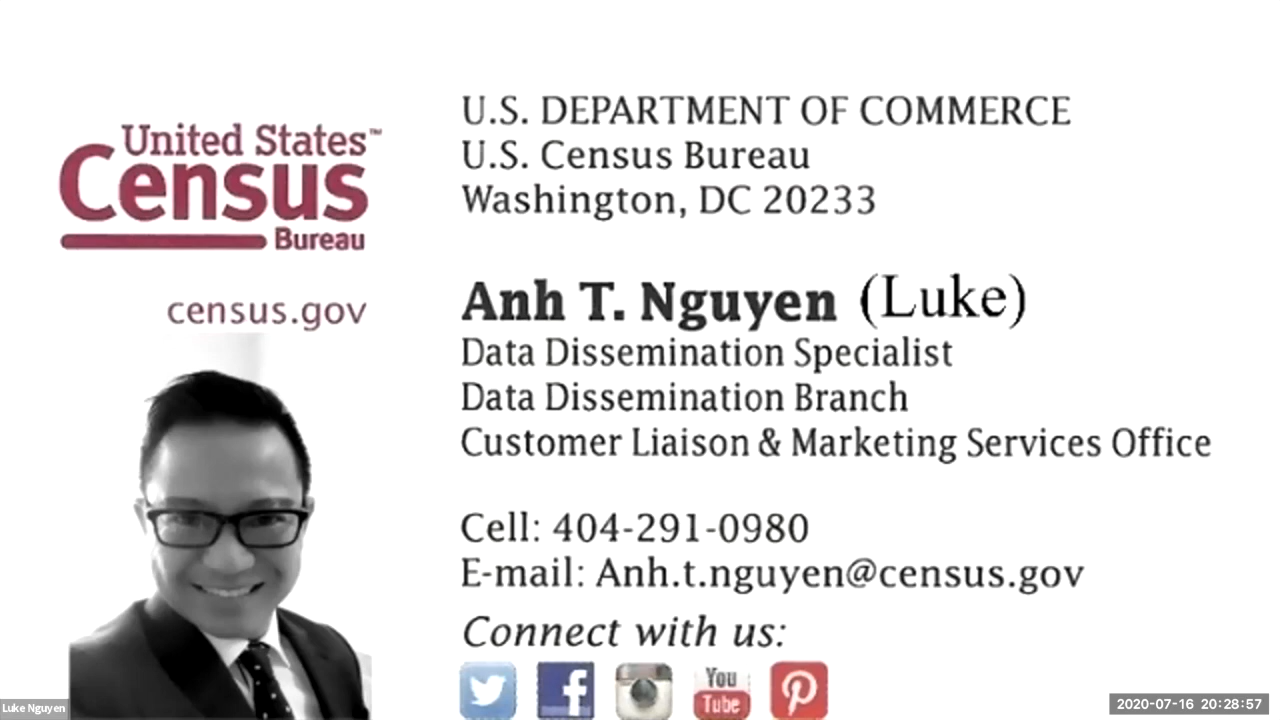 United States™
Census
Bureau
census.gov
U.S. DEPARTMENT OF COMMERCE
U.S. Census Bureau
Washington, DC 20233
Anh T. Nguyen (Luke)
Data Dissemination Specialist
Data Dissemination Branch
Customer Liaison & Marketing Services Office
Cell: 404-291-0980
E-mail: Anh.t.nguyen@census.gov
Connect with us:
You
Tube
Luke Nguyen
2020-07-16 20:28:57